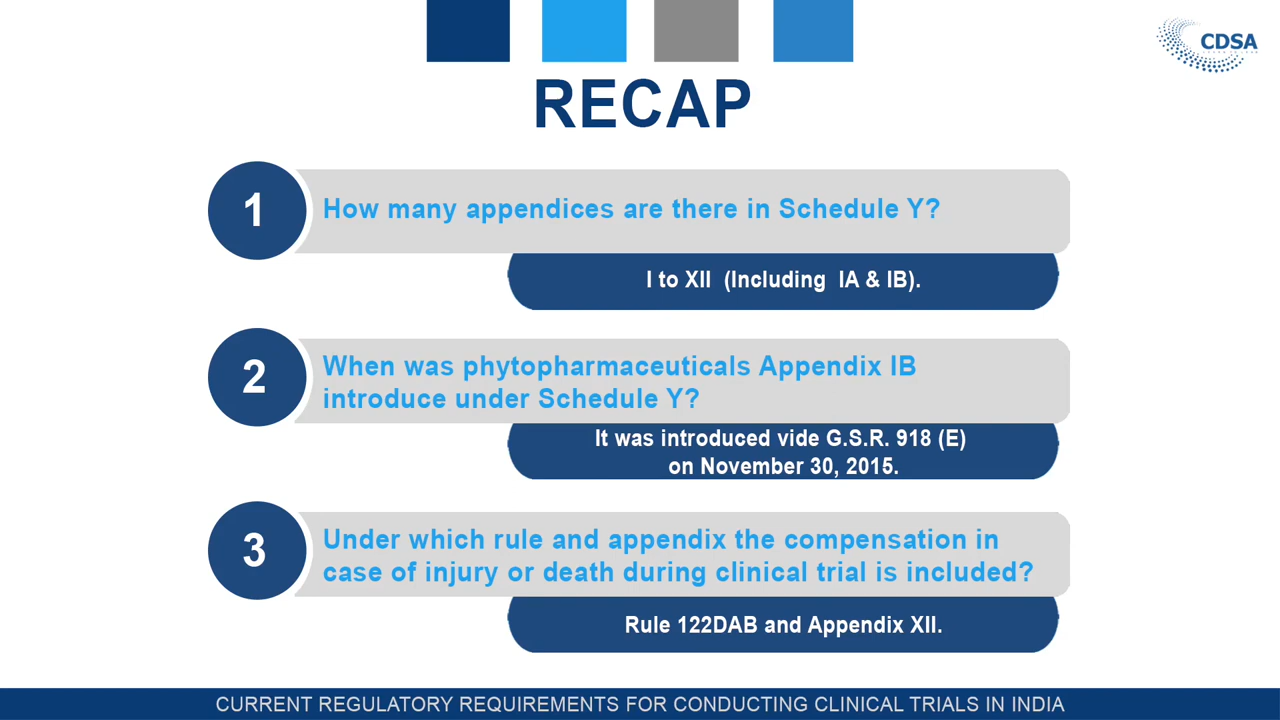 CDSA
RECAP
1
How many appendices are there in Schedule Y?
I to XII (Including IA & IB).
2
When was phytopharmaceuticals Appendix IB
introduce under Schedule Y?
It was introduced vide G.S.R. 918 (E)
on November 30, 2015.
3
Under which rule and appendix the compensation in
case of injury or death during clinical trial is included?
Rule 122DAB and Appendix XII.
CURRENT REGULATORY REQUIREMENTS FOR CONDUCTING CLINICAL TRIALS IN INDIA